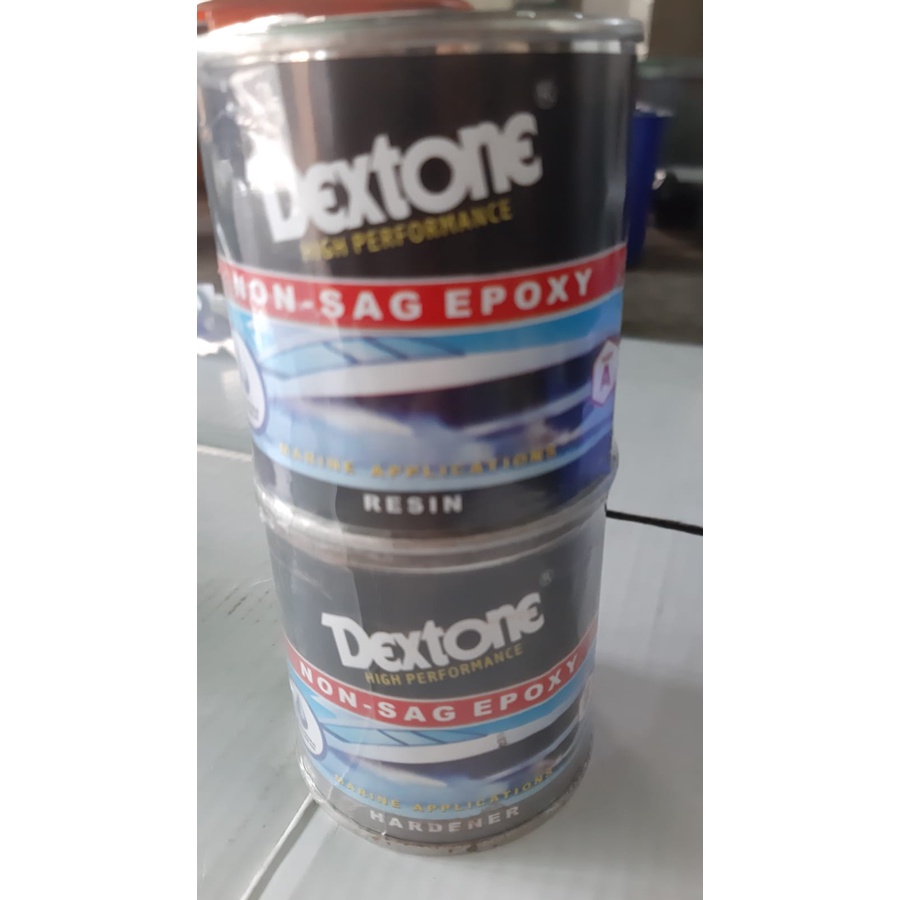 Dextone
HIGH PERFORMANCE
NON-SAG EPOXY
A
MARINE APPLICATIONS
RESIN
Dextone
HIGH PERFORMANCE
NON-SAG EPOXY
MARINE APPLICATIONS
HARDENER